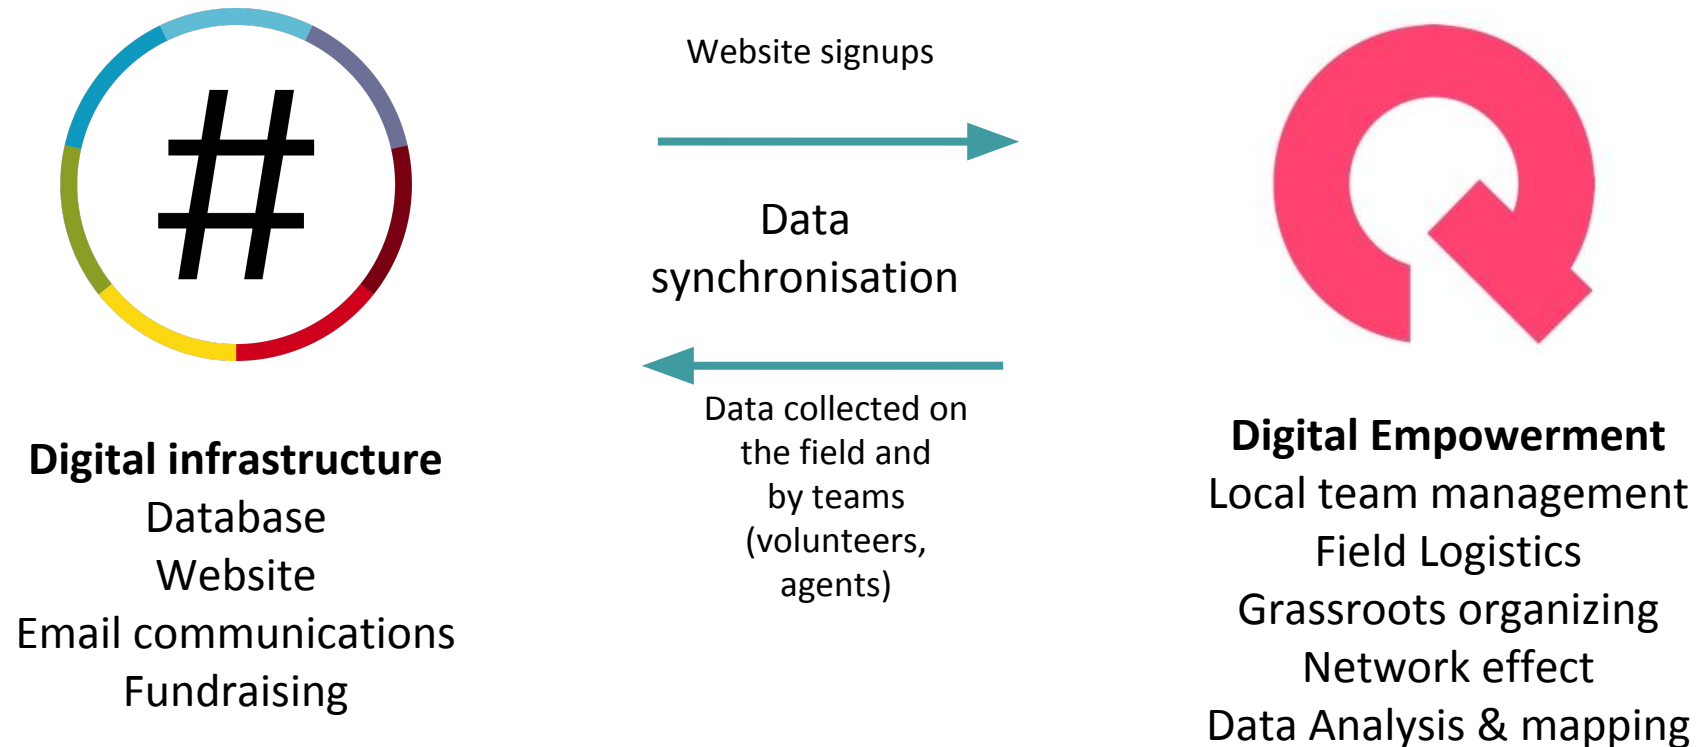 #
Website signups
Data
synchronisation
Data collected on
the field and
by teams
(volunteers,
agents)
Digital infrastructure
Database
Website
Email communications
Fundraising
Digital Empowerment
Local team management
Field Logistics
Grassroots organizing
Network effect
Data Analysis & mapping